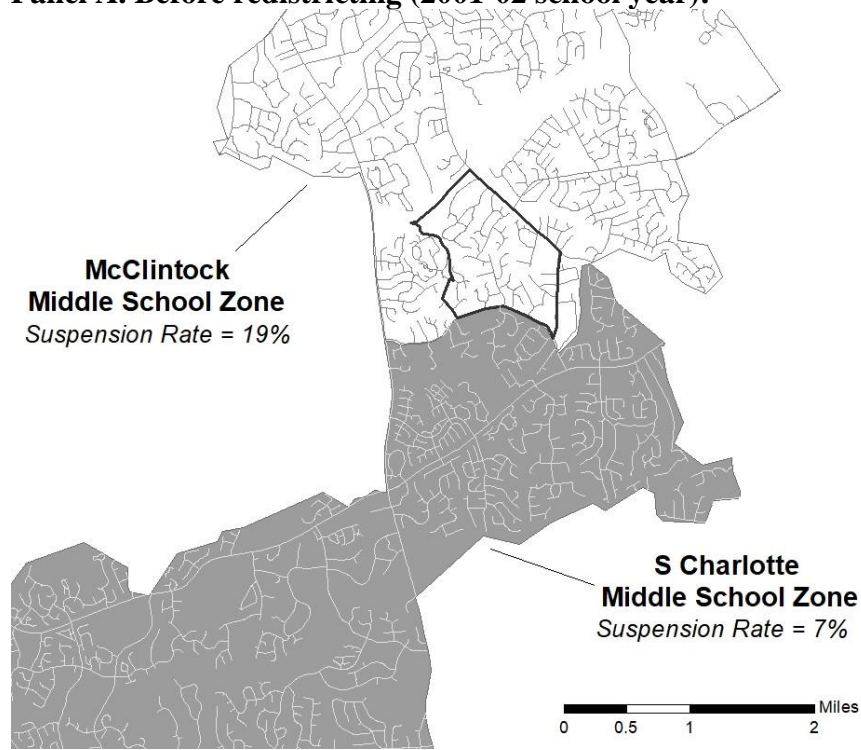 Panel A. Before redistricting (2001-02 school year):
McClintock
Middle School Zone
Suspension Rate = 19%
S Charlotte
Middle School Zone
Suspension Rate = 7%
Miles
0 0.5 1 2